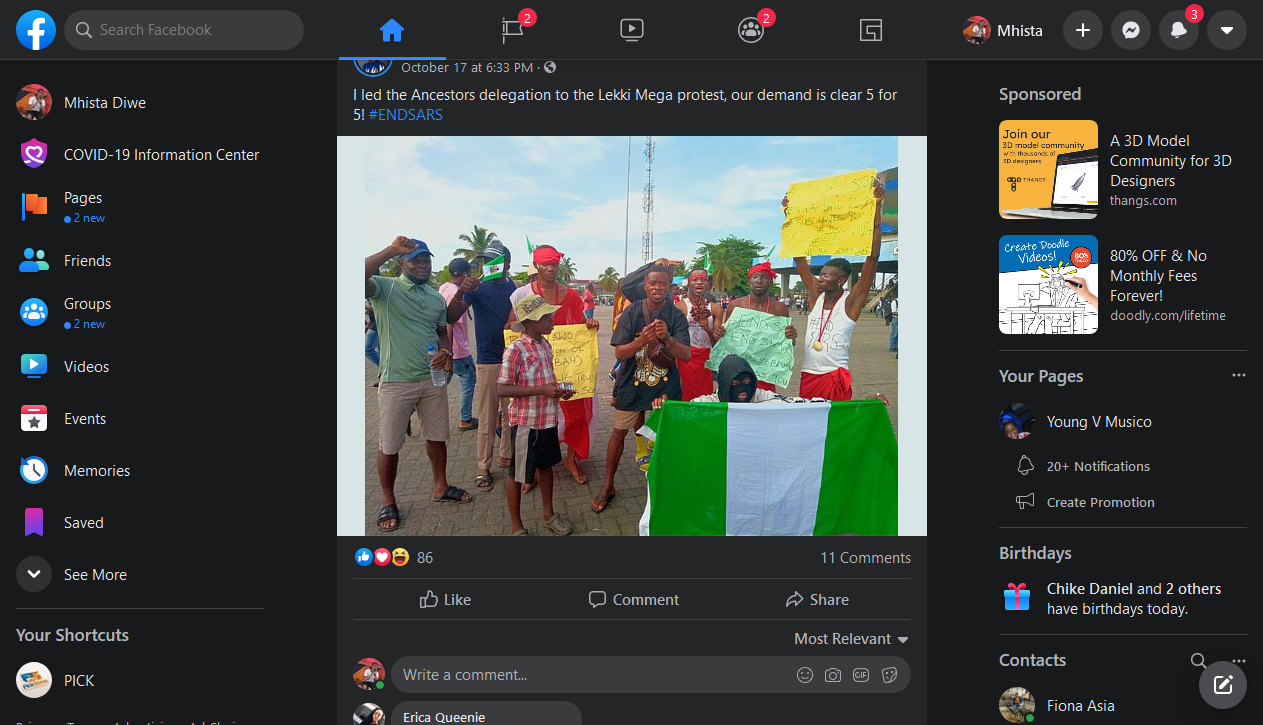 Search Facebook
2
2
Mhista
3
Mhista Diwe
COVID-19 Information Center
Pages
2 new
Friends
Groups
2 new
Videos
Events
Memories
Saved
See More
Your Shortcuts
PICK
October 17 at 6:33 PM ·
I led the Ancestors delegation to the Lekki Mega protest, our demand is clear 5 for
5! #ENDSARS
86
11 Comments
Like
Comment
Share
Most Relevant
Write a comment...
GIF
Erica Queenie
Sponsored
Join our
3D model community
with thousands of
3D designers
THANGS
A 3D Model
Community for 3D
Designers
thangs.com
Create Doodle
Videos!
80%
80% OFF & No
Monthly Fees
Forever!
doodly.com/lifetime
Your Pages
Young V Musico
20+ Notifications
Create Promotion
Birthdays
Chike Daniel and 2 others
have birthdays today.
Contacts
Fiona Asia